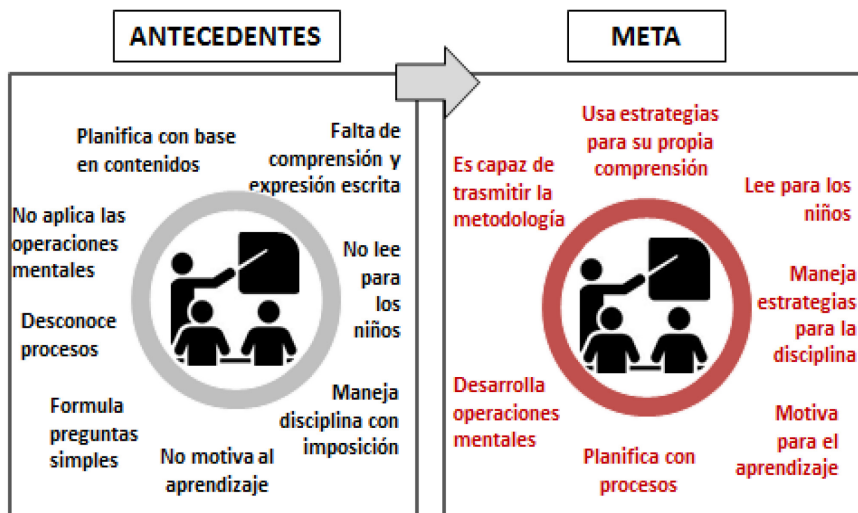 ANTECEDENTES
Planifica con base
en contenidos
Falta de
comprensión y
expresión escrita
No aplica las
operaciones
mentales
No lee
para
los
niños
Desconoce
procesos
Maneja
disciplina con
imposición
Formula
preguntas
simples
No motiva al
aprendizaje
META
Usa estrategias
para su propia
comprensión
Es capaz de
trasmitir la
metodología
Lee para los
niños
Maneja
estrategias
para la
disciplina
Desarrolla
operaciones
mentales
Motiva
para el
aprendizaje
Planifica con
procesos